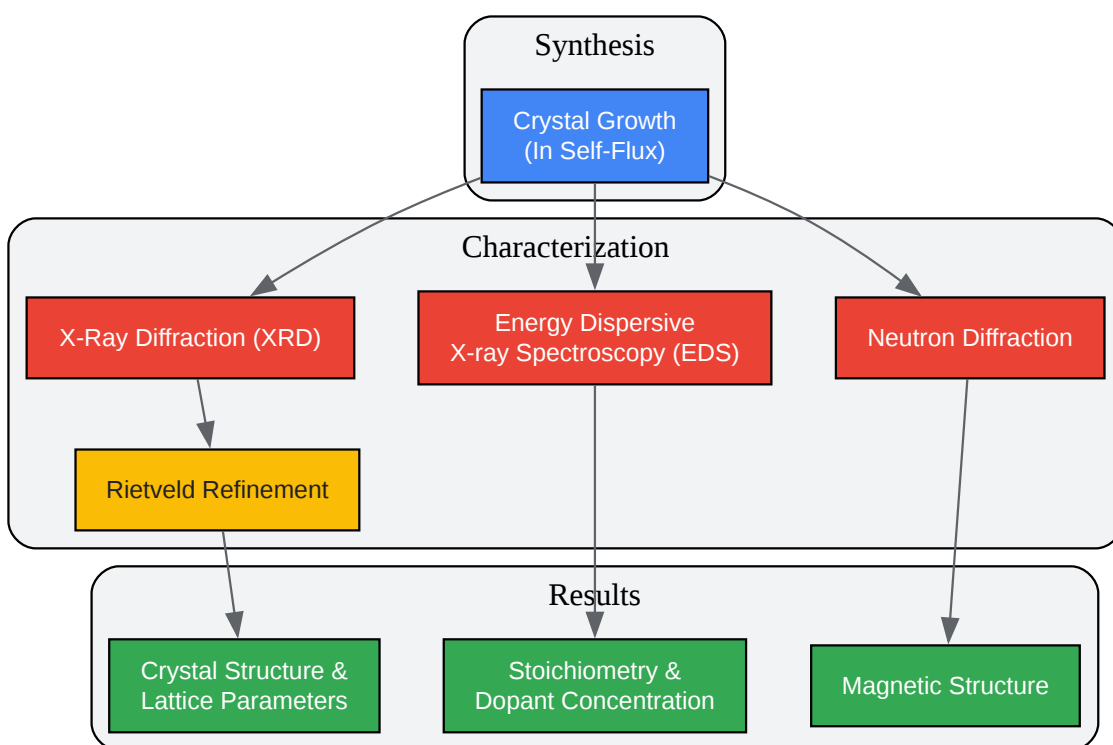 Synthesis
Crystal Growth
(In Self-Flux)
Characterization
X-Ray Diffraction (XRD)
Energy Dispersive
X-ray Spectroscopy (EDS)
Neutron Diffraction
Rietveld Refinement
Results
Crystal Structure &
Lattice Parameters
Stoichiometry &
Dopant Concentration
Magnetic Structure